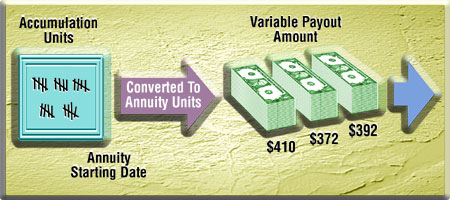 Accumulation
Units
Annuity
Starting Date
Converted To
Annuity Units
Variable Payout
Amount
$410
$372
$392